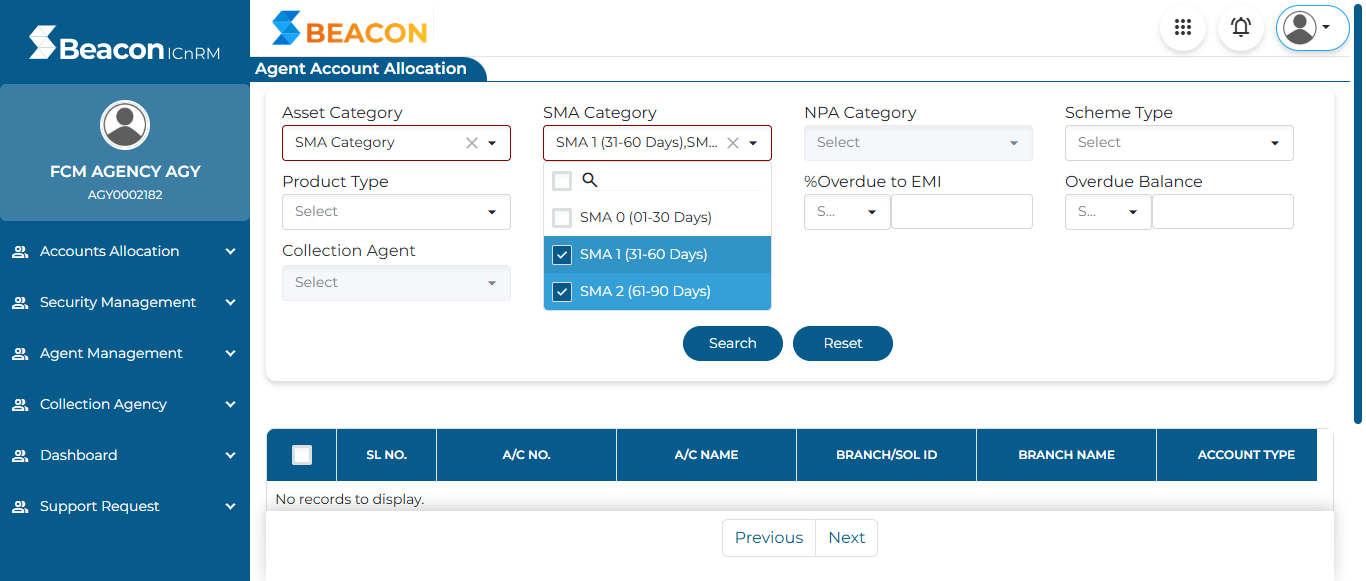 Beacon ICnRM
BEACON
Agent Account Allocation
FCM AGENCY AGY
AGY0002182
Accounts Allocation
Security Management
Agent Management
Collection Agency
Dashboard
Support Request
Asset Category
SMA Category
NPA Category
Scheme Type
SMA Category
SMA 1 (31-60 Days),SM...
Select
Select
Product Type
%Overdue to EMI
Overdue Balance
Select
S...
S...
SMA 0 (01-30 Days)
SMA 1 (31-60 Days)
SMA 2 (61-90 Days)
Collection Agent
Select
Search
Reset
SL NO.
A/C NO.
A/C NAME
BRANCH/SOL ID
BRANCH NAME
ACCOUNT TYPE
No records to display.
Previous
Next